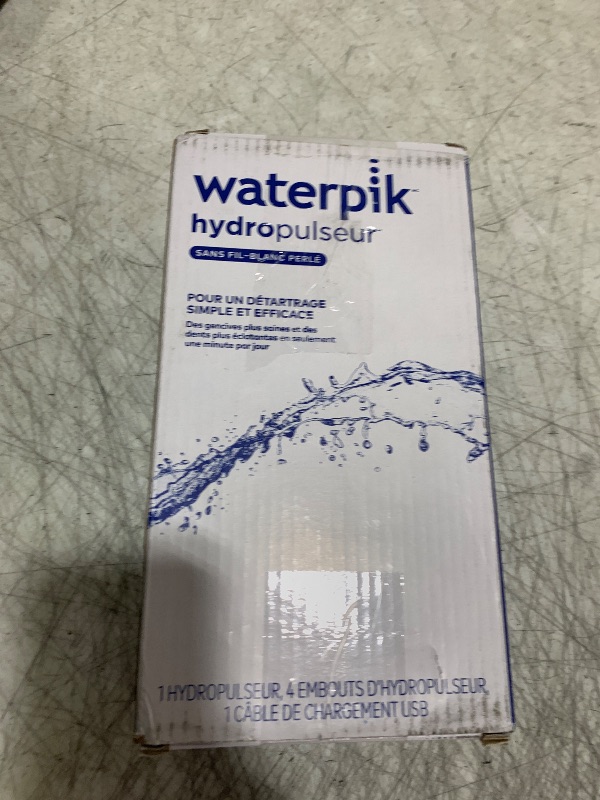 waterpik™
hydropulseur
SANS FIL-BLANC PERLÉ
POUR UN DÉTARTRAGE
SIMPLE ET EFFICACE
Des gencives plus saines et des
dents plus éclatantes en seulement
une minute par jour
1 HYDROPULSEUR, 4 EMBOUTS D'HYDROPULSEUR,
1 CÂBLE DE CHARGEMENT USB